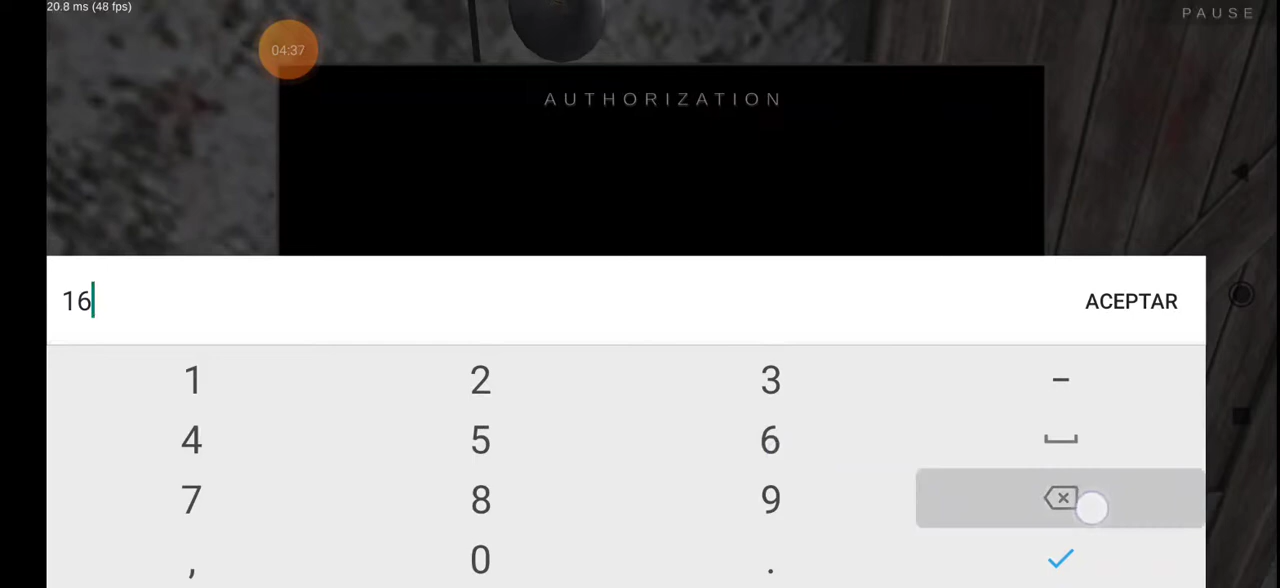 20.8 ms (48 fps)
PAUSE
04:37
AUTHORIZATION
16
ACEPTAR
1 2 3 -
4 5 6
7 8 9
, 0 .